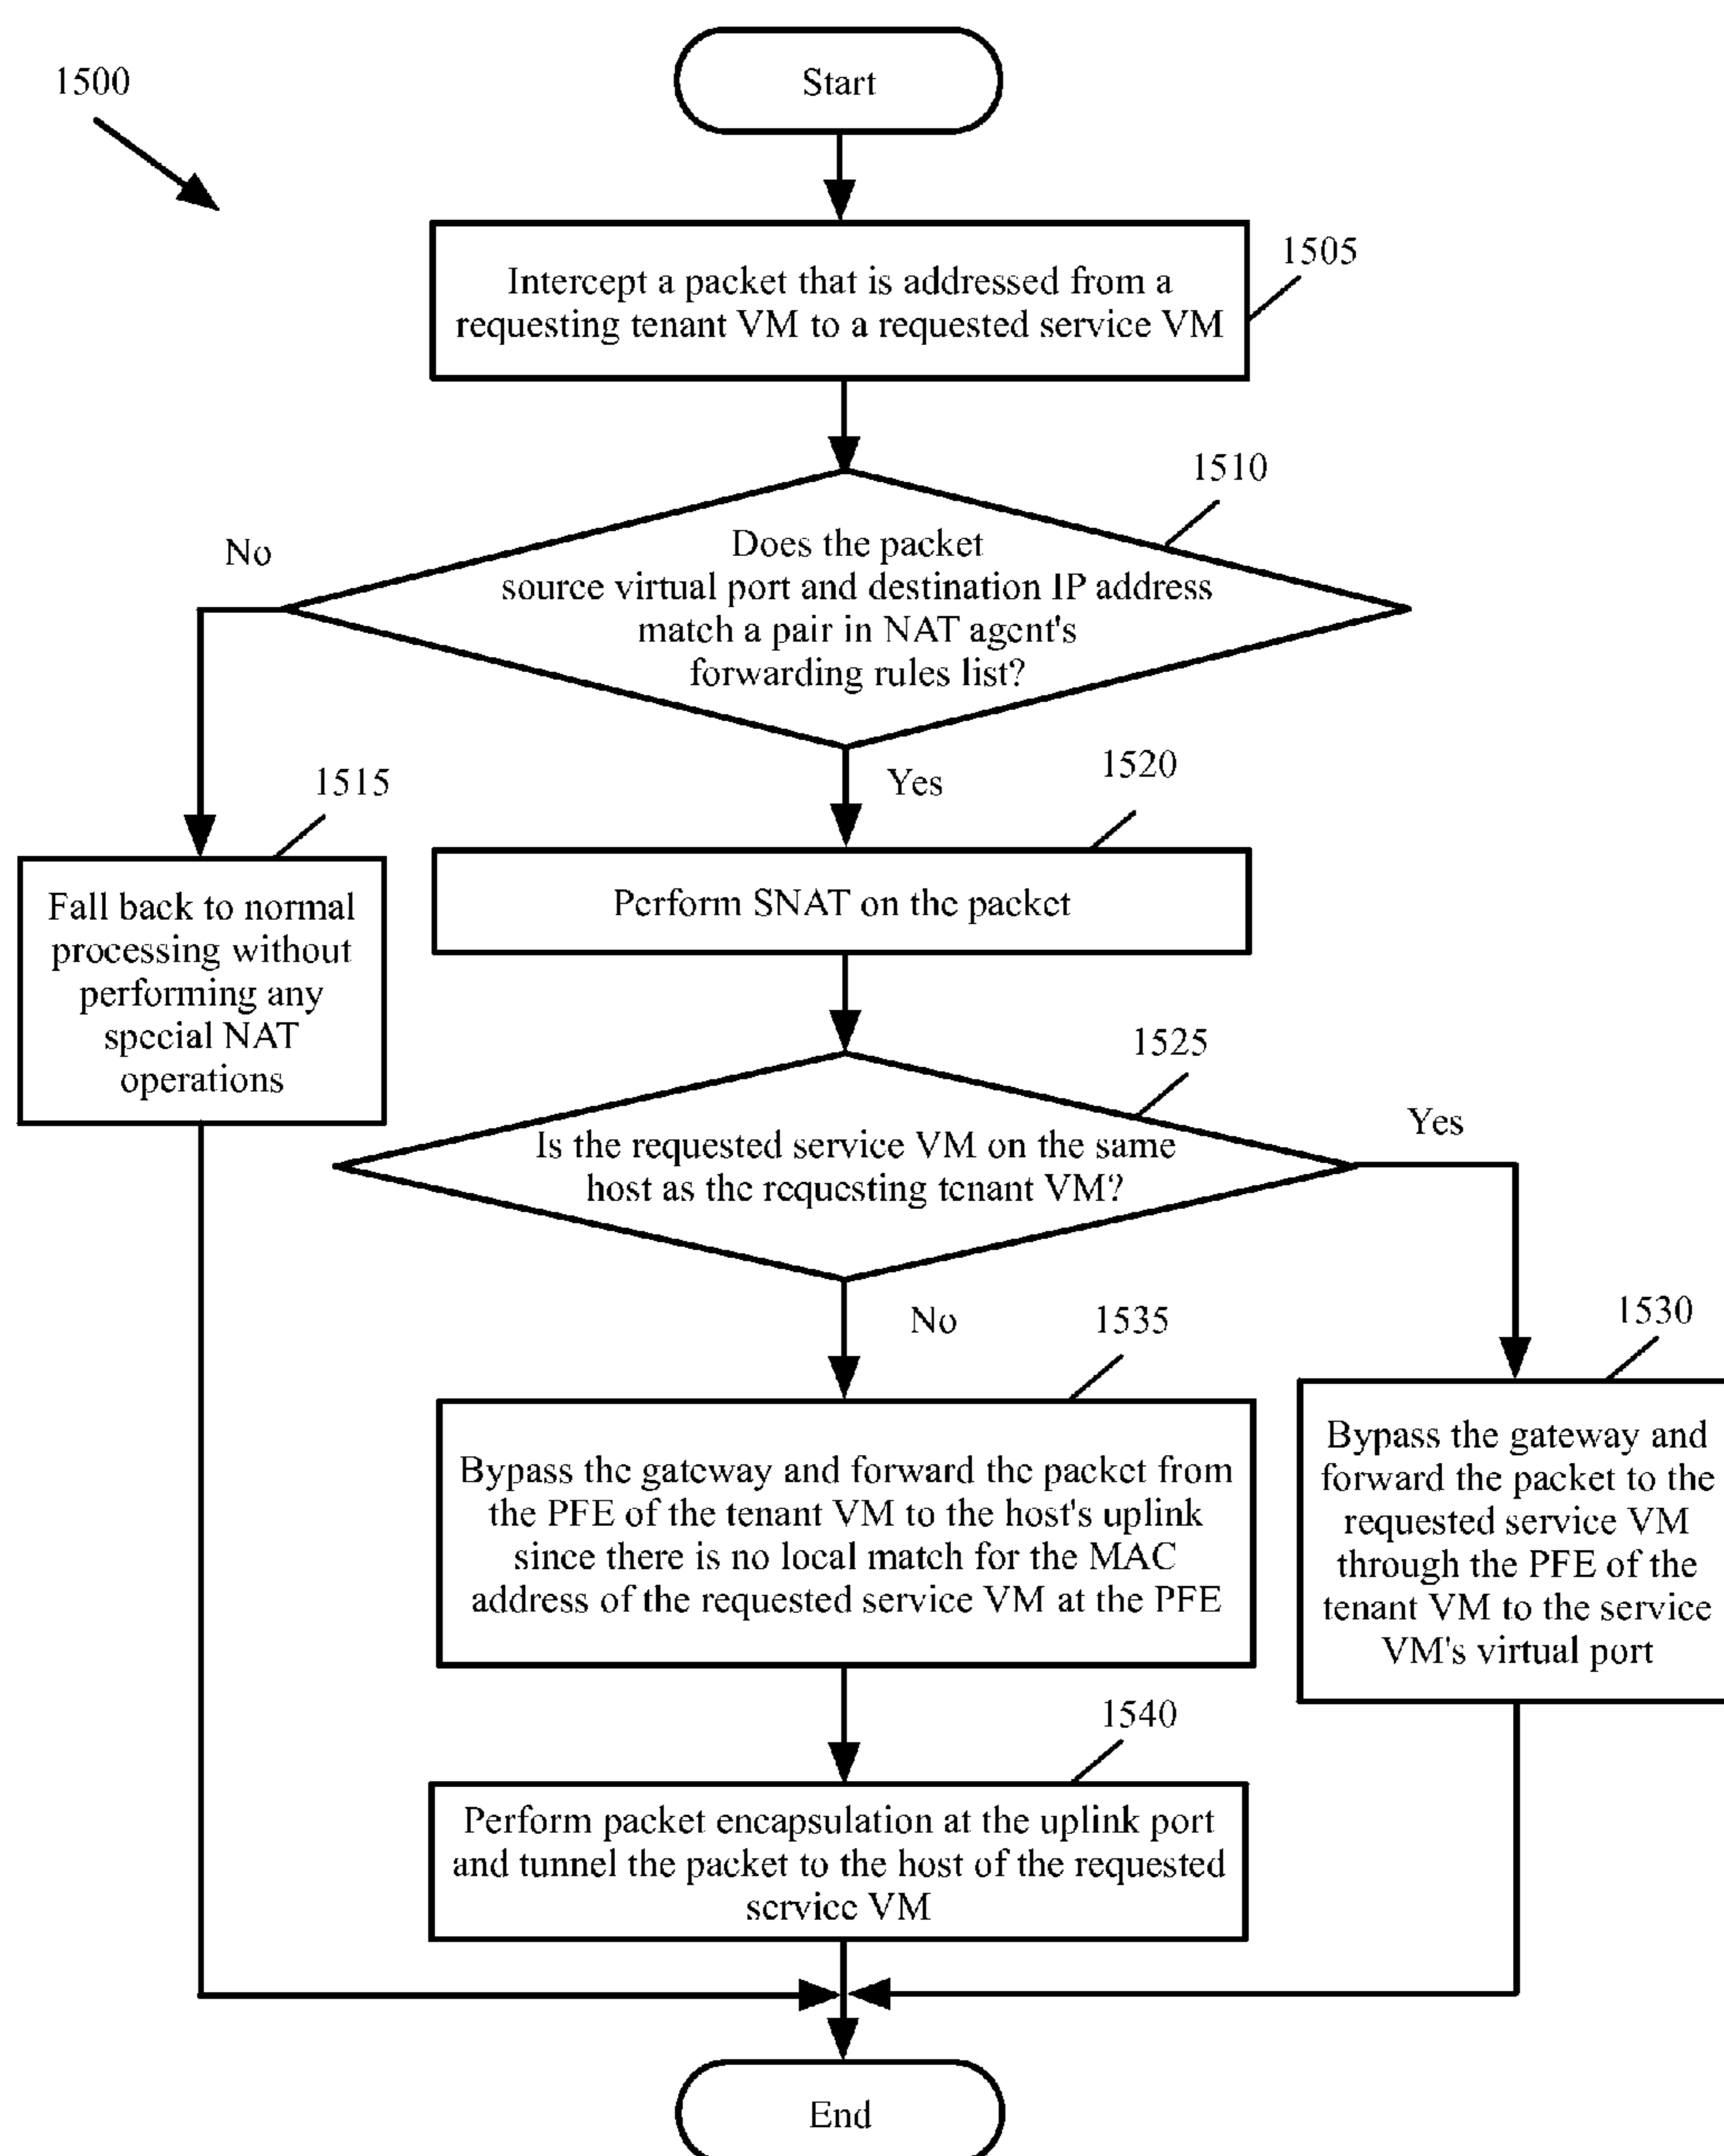 1500
Start
1505
Intercept a packet that is addressed from a
requesting tenant VM to a requested service VM
1510
No
Does the packet
source virtual port and destination IP address
match a pair in NAT agent's
forwarding rules list?
1515
Yes
1520
Fall back to normal
processing without
performing any
special NAT
operations
Perform SNAT on the packet
1525
Yes
Is the requested service VM on the same
host as the requesting tenant VM?
No
1535
1530
Bypass the gateway and forward the packet from
the PFE of the tenant VM to the host's uplink
since there is no local match for the MAC
address of the requested service VM at the PFE
Bypass the gateway and
forward the packet to the
requested service VM
through the PFE of the
tenant VM to the service
VM's virtual port
1540
Perform packet encapsulation at the uplink port
and tunnel the packet to the host of the requested
service VM
End